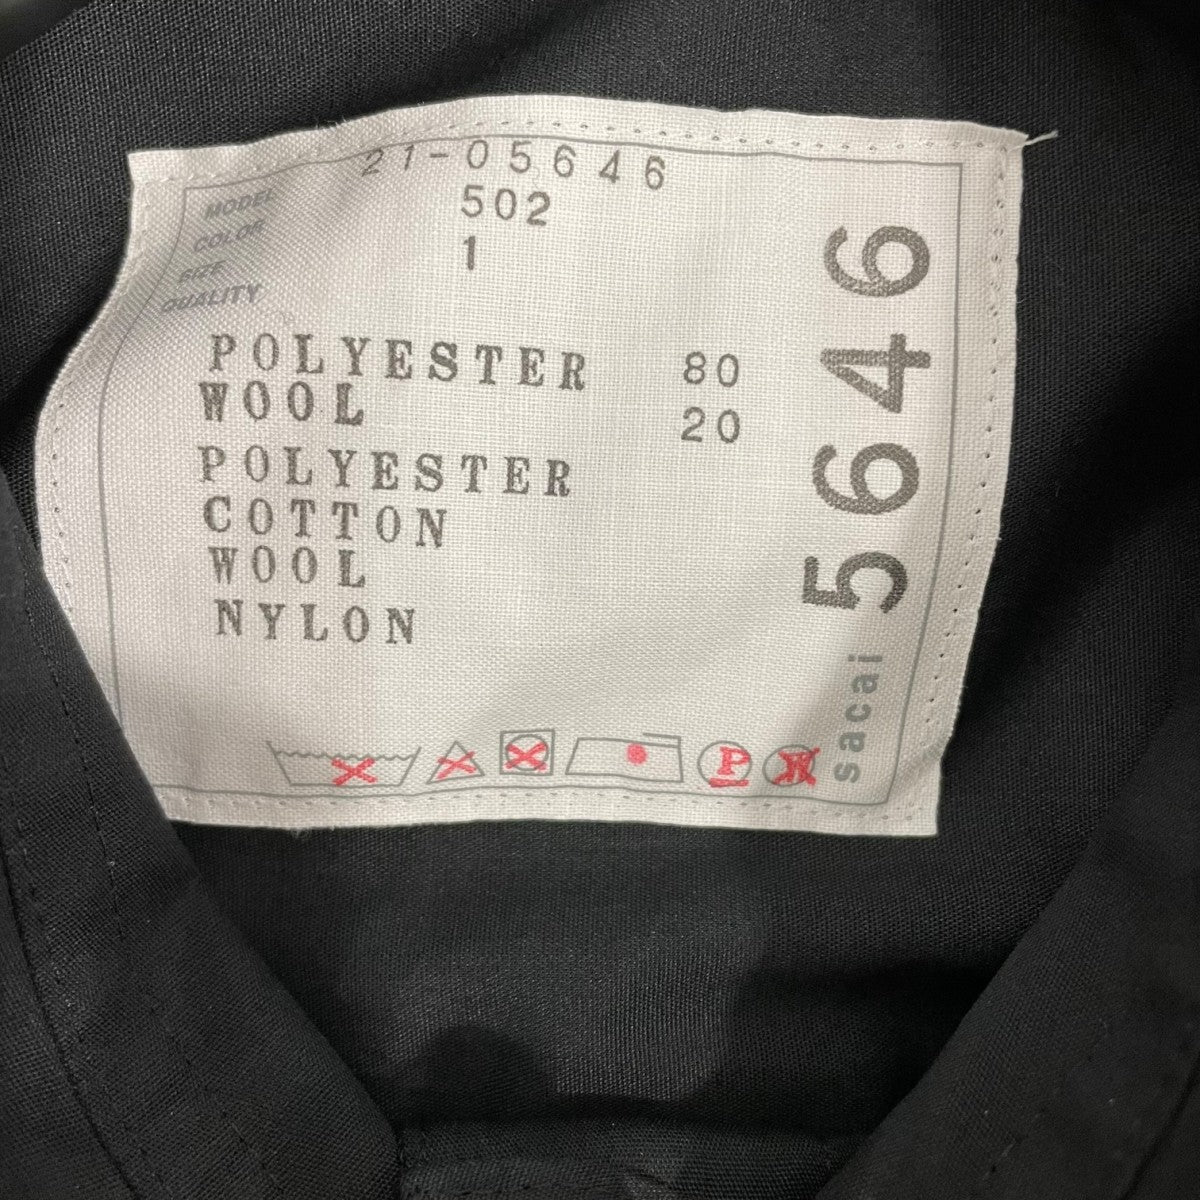 MODEL 21-05646
COLOR 502
SIZE 1
QUALITY
POLYESTER 80
WOOL 20
POLYESTER
COTTON
WOOL
NYLON
P
W
sacai 5646